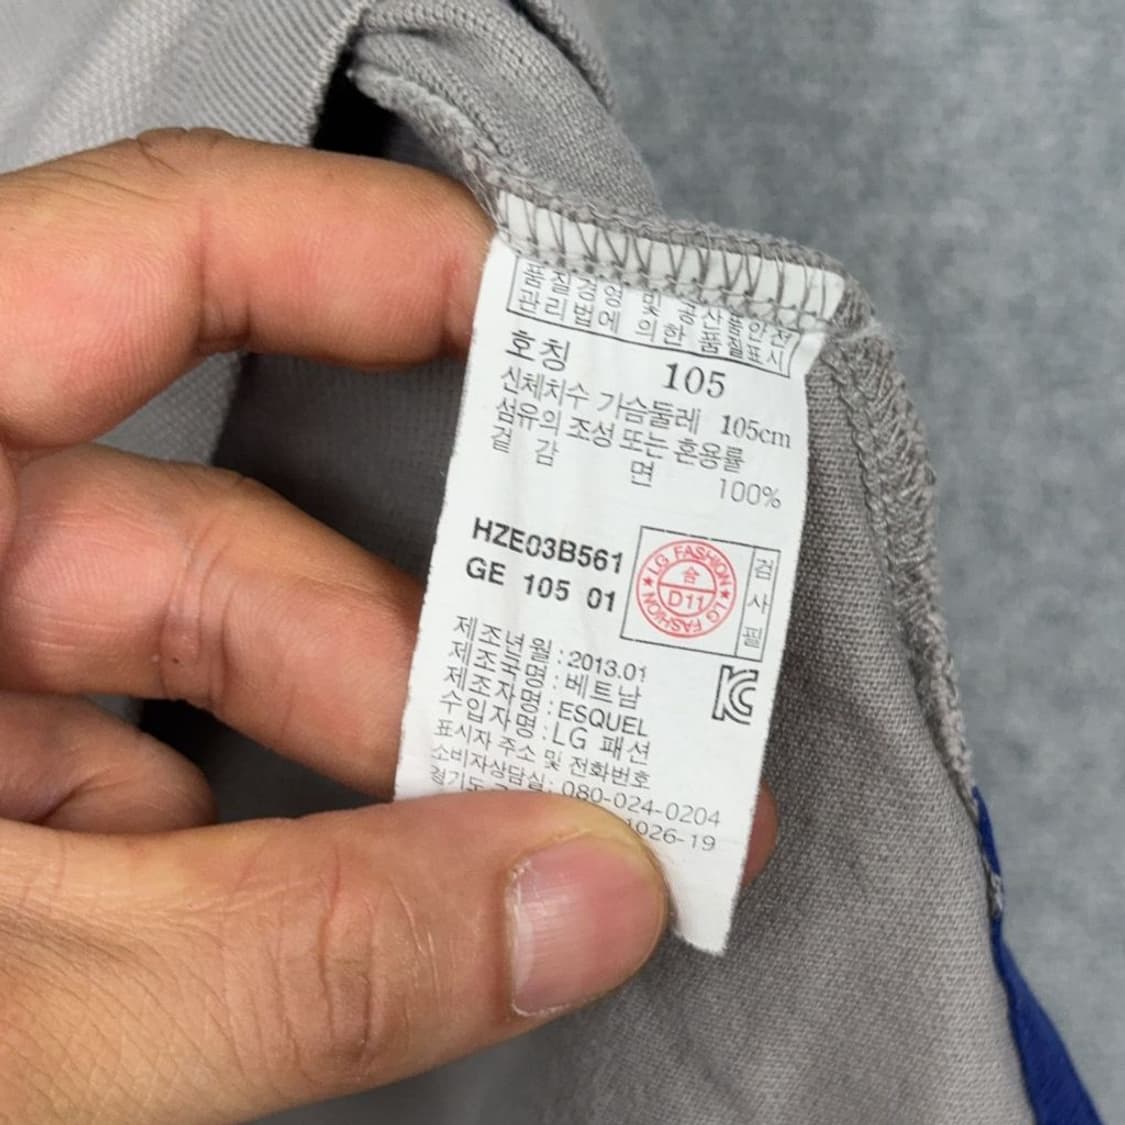 품질경영 및 공산품안전
관리법에 의한 품질표시
호칭 105
신체치수 가슴둘레 105cm
섬유의 조성 또는 혼용률
겉 감 면 100%
HZE03B561
GE 105 01
LG FASHION ★ LG FASHION ★
합
D11
검사필
제조년월 : 2013.01
제조국명 : 베트남
제조자명 : ESQUEL
수입자명 : LG 패션
표시자 주소 및 전화번호
소비자상담실: 080-024-0204
경기도 1026-19